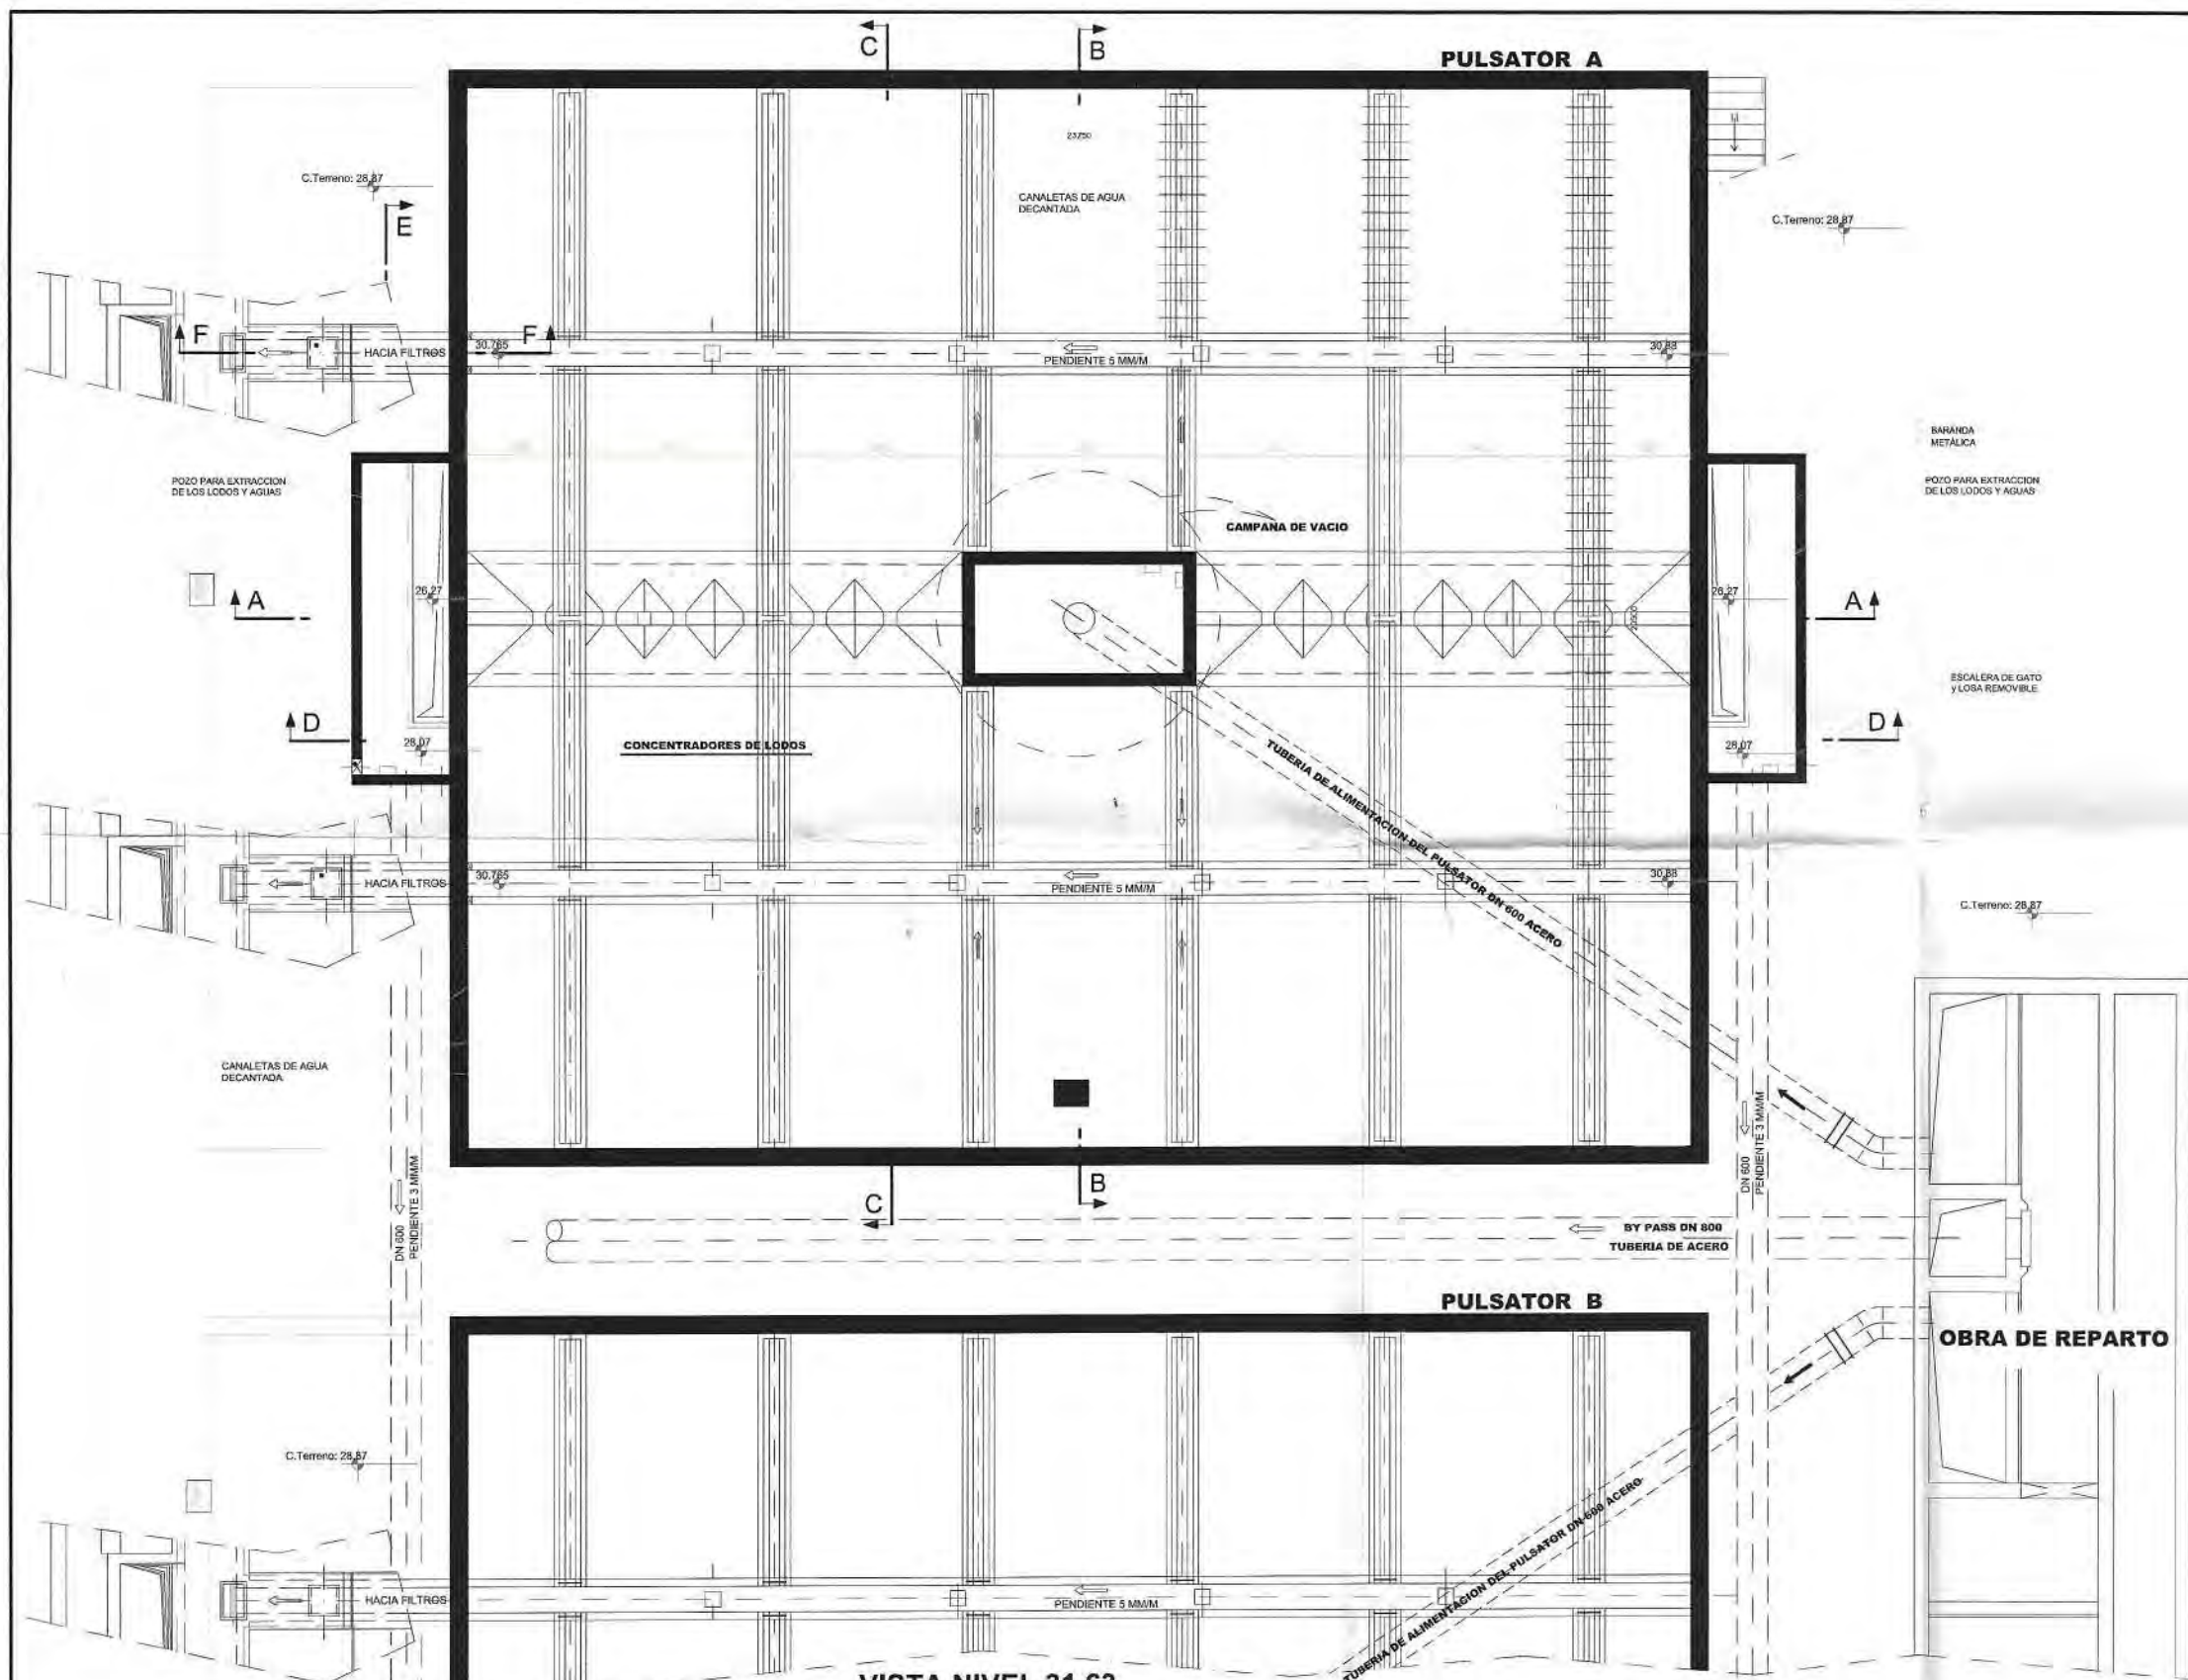 C
B
PULSATOR A
23750
C.Terreno: 28,87
CANALETAS DE AGUA
DECANTADA
C.Terreno: 28,87
E
F
F
HACIA FILTROS
30.765
PENDIENTE 5 MM/M
30,88
BARANDA
METÁLICA
POZO PARA EXTRACCION
DE LOS LODOS Y AGUAS
POZO PARA EXTRACCION
DE LOS LODOS Y AGUAS
CAMPANA DE VACIO
26,27
26,27
A
A
ESCALERA DE GATO
y LOSA REMOVIBLE
D
D
28,07
28,07
CONCENTRADORES DE LODOS
TUBERIA DE ALIMENTACION DEL PULSATOR DN 600 ACERO
HACIA FILTROS
30.765
PENDIENTE 5 MM/M
30,88
C.Terreno: 28,87
CANALETAS DE AGUA
DECANTADA
DN 600
PENDIENTE 3 MM/M
DN 600
PENDIENTE 3 MM/M
C
B
BY PASS DN 800
TUBERIA DE ACERO
PULSATOR B
OBRA DE REPARTO
C.Terreno: 28,87
TUBERIA DE ALIMENTACION DEL PULSATOR DN 600 ACERO
HACIA FILTROS
PENDIENTE 5 MM/M
VISTA NIVEL 31,63